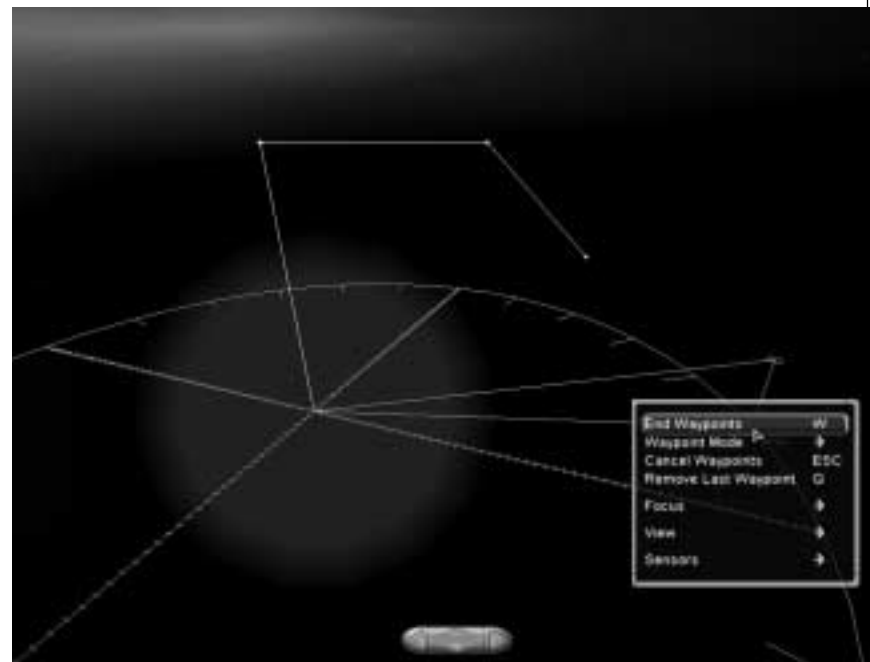 End Waypoints W
Waypoint Mode
Cancel Waypoints ESC
Remove Last Waypoint Q
Focus
View
Sensors